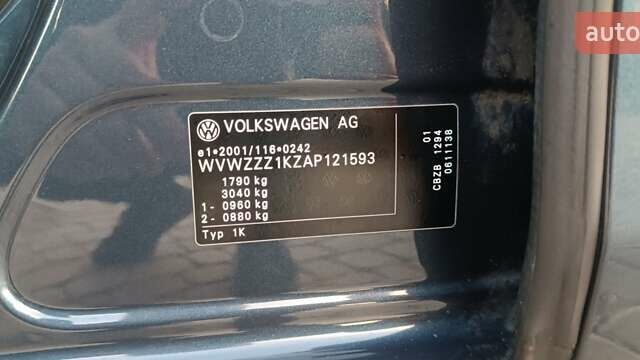 auto
VOLKSWAGEN AG
e1*2001/116*0242
WVWZZZ1KZAP121593
1790 kg
3040 kg
1 - 0960 kg
2 - 0880 kg
Typ 1K
01
CBZB 1294
0611138